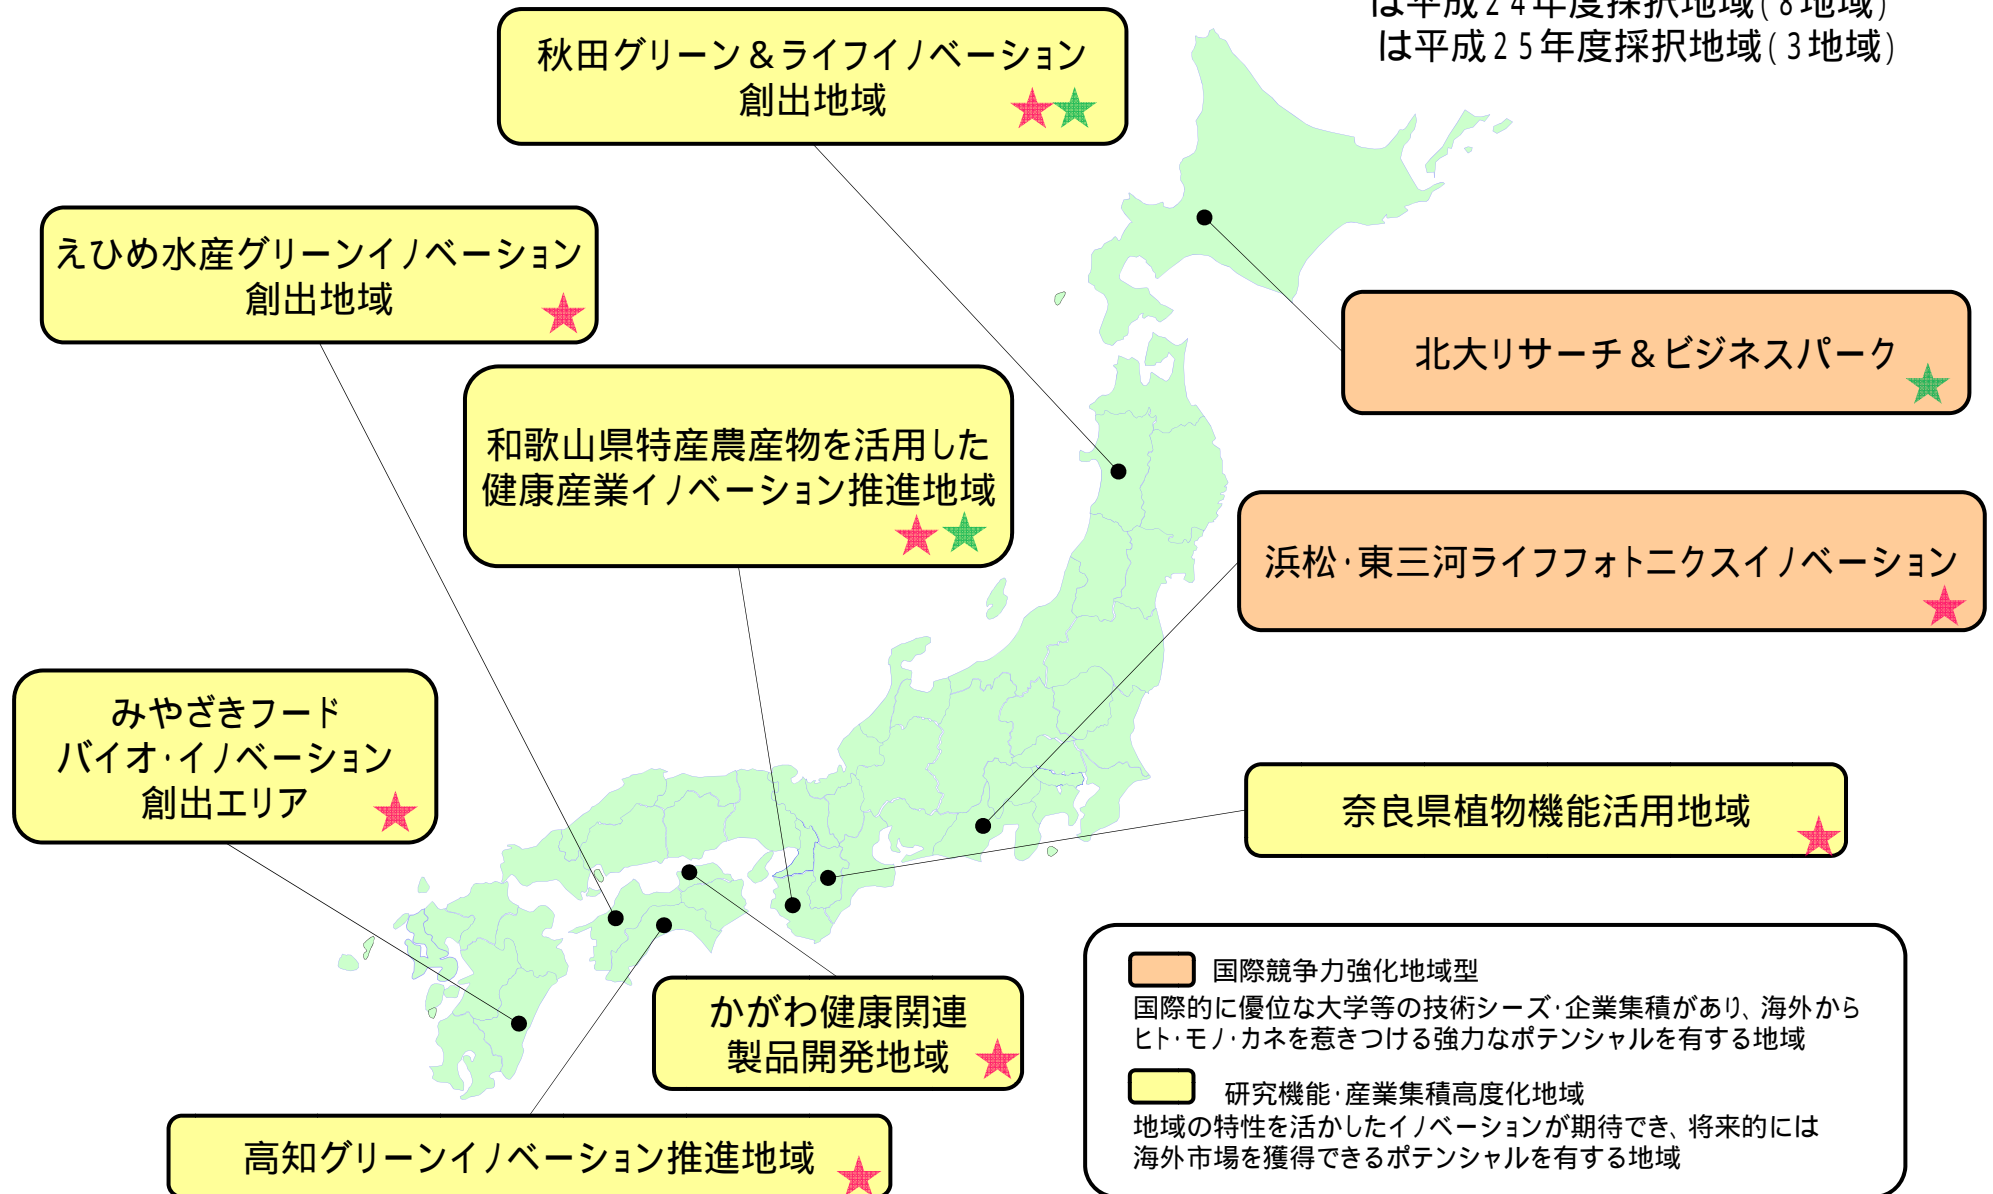 は平成24年度採択地域(8地域)
は平成25年度採択地域(3地域)
秋田グリーン&ライフイノベーション
創出地域
えひめ水産グリーンイノベーション
創出地域
北大リサーチ&ビジネスパーク
和歌山県特産農産物を活用した
健康産業イノベーション推進地域
浜松・東三河ライフフォトニクスイノベーション
みやざきフード
バイオ・イノベーション
創出エリア
奈良県植物機能活用地域
かがわ健康関連
製品開発地域
高知グリーンイノベーション推進地域
国際競争力強化地域型
国際的に優位な大学等の技術シーズ・企業集積があり、海外から
ヒト・モノ・カネを惹きつける強力なポテンシャルを有する地域
研究機能・産業集積高度化地域
地域の特性を活かしたイノベーションが期待でき、将来的には
海外市場を獲得できるポテンシャルを有する地域